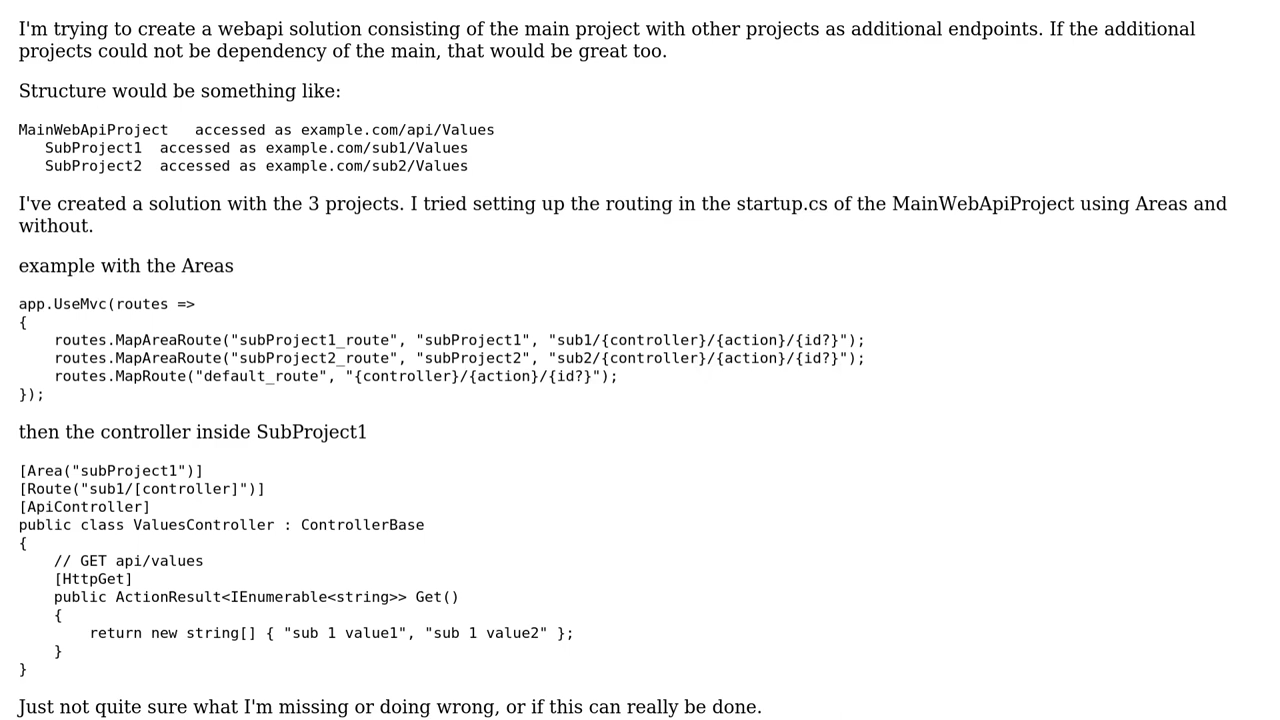 I'm trying to create a webapi solution consisting of the main project with other projects as additional endpoints. If the additional
projects could not be dependency of the main, that would be great too.
Structure would be something like:
MainWebApiProject   accessed as example.com/api/Values
   SubProject1  accessed as example.com/sub1/Values
   SubProject2  accessed as example.com/sub2/Values
I've created a solution with the 3 projects. I tried setting up the routing in the startup.cs of the MainWebApiProject using Areas and
without.
example with the Areas
app.UseMvc(routes =>
{
    routes.MapAreaRoute("subProject1_route", "subProject1", "sub1/{controller}/{action}/{id?}");
    routes.MapAreaRoute("subProject2_route", "subProject2", "sub2/{controller}/{action}/{id?}");
    routes.MapRoute("default_route", "{controller}/{action}/{id?}");
});
then the controller inside SubProject1
[Area("subProject1")]
[Route("sub1/[controller]")]
[ApiController]
public class ValuesController : ControllerBase
{
    // GET api/values
    [HttpGet]
    public ActionResult<IEnumerable<string>> Get()
    {
        return new string[] { "sub 1 value1", "sub 1 value2" };
    }
}
Just not quite sure what I'm missing or doing wrong, or if this can really be done.